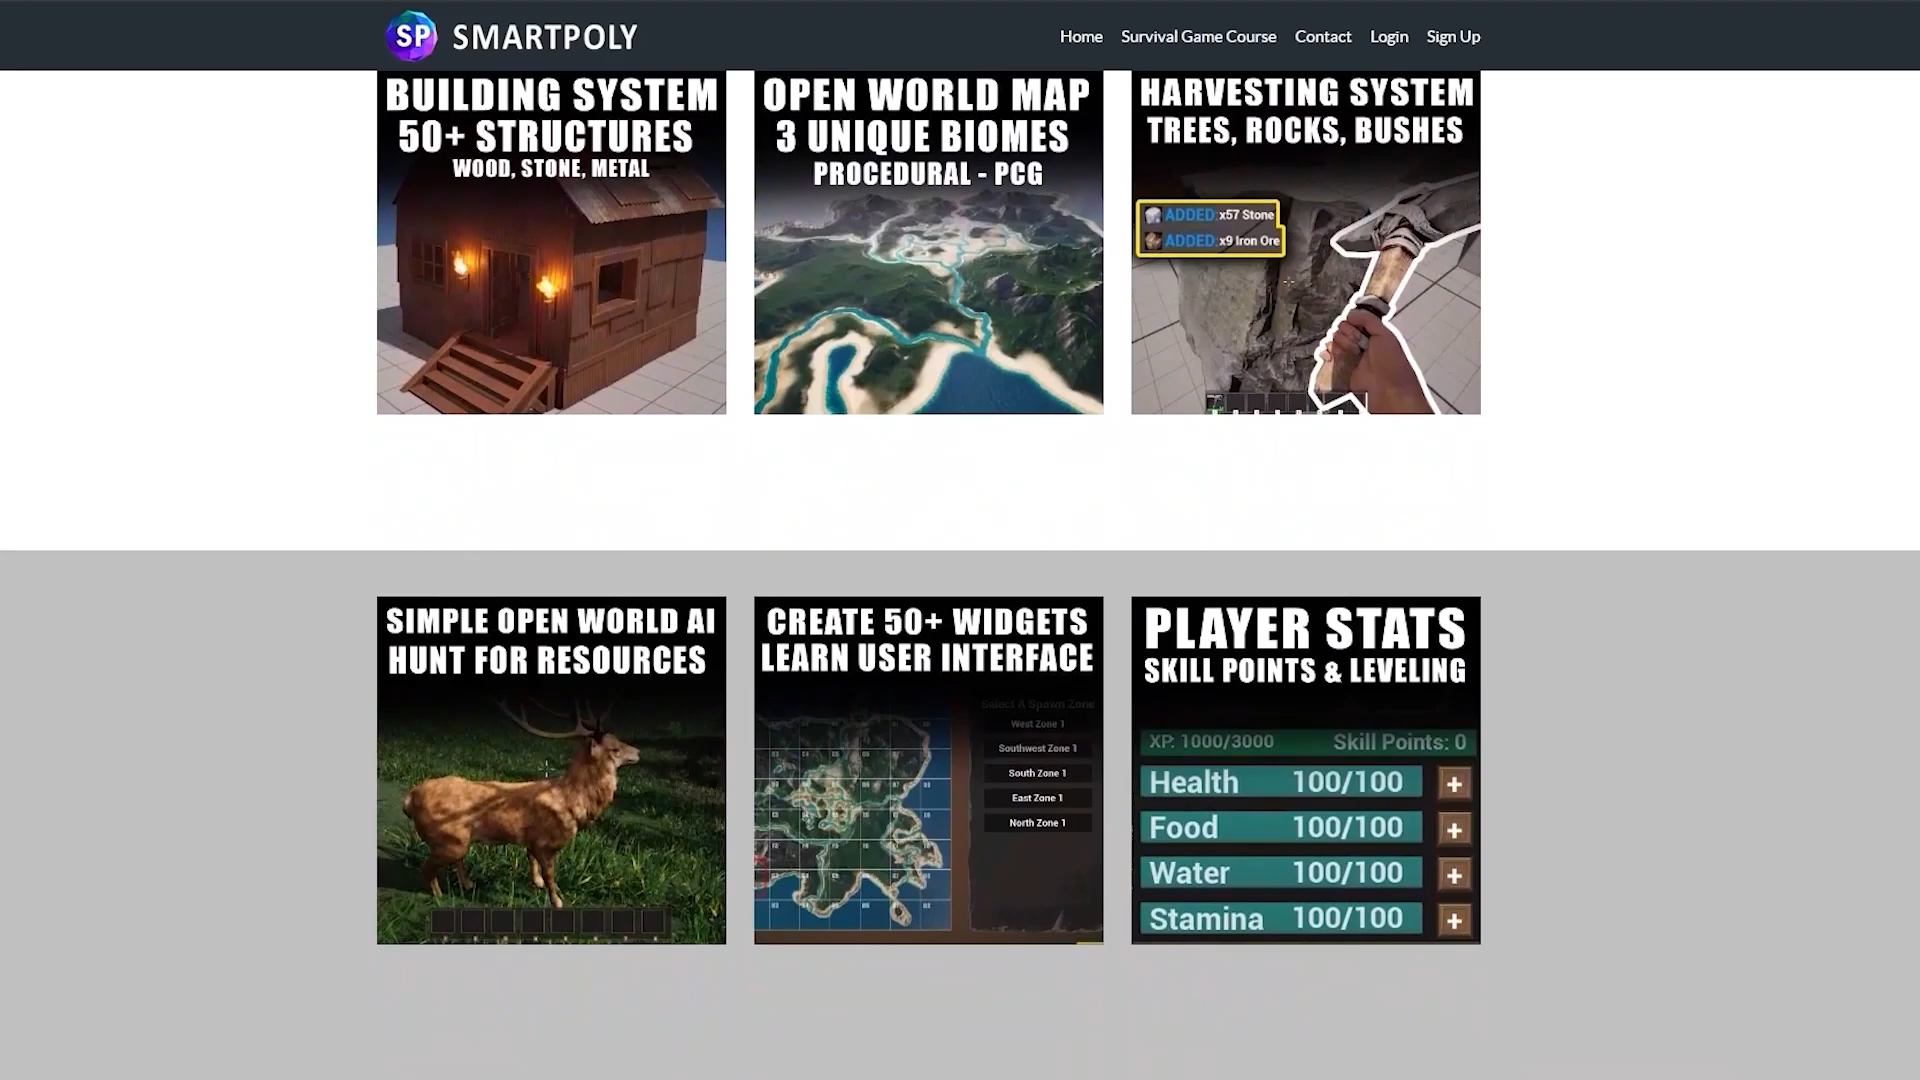 SP SMARTPOLY
Home Survival Game Course Contact Login Sign Up
BUILDING SYSTEM
50+ STRUCTURES
WOOD, STONE, METAL
OPEN WORLD MAP
3 UNIQUE BIOMES
PROCEDURAL - PCG
HARVESTING SYSTEM
TREES, ROCKS, BUSHES
ADDED: x57 Stone
ADDED: x9 Iron Ore
SIMPLE OPEN WORLD AI
HUNT FOR RESOURCES
CREATE 50+ WIDGETS
LEARN USER INTERFACE
Select A Spawn Zone
West Zone 1
Southwest Zone 1
South Zone 1
East Zone 1
North Zone 1
PLAYER STATS
SKILL POINTS & LEVELING
XP: 1000/3000 Skill Points: 0
Health 100/100 +
Food 100/100 +
Water 100/100 +
Stamina 100/100 +